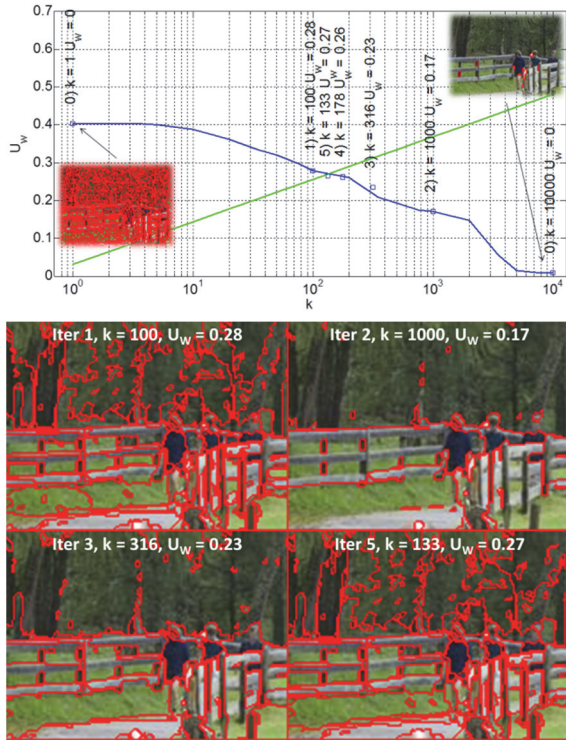 0.7
0.6
0.5
0.4
0.3
0.2
0.1
0
U_w
0) k = 1 U_w = 0
1) k = 100 U_w = 0.28
5) k = 133 U_w = 0.27
4) k = 178 U_w = 0.26
3) k = 316 U_w = 0.23
2) k = 1000 U_w = 0.17
0) k = 10000 U_w = 0
10^0
10^1
10^2
10^3
10^4
k
Iter 1, k = 100, U_W = 0.28
Iter 2, k = 1000, U_W = 0.17
Iter 3, k = 316, U_W = 0.23
Iter 5, k = 133, U_W = 0.27